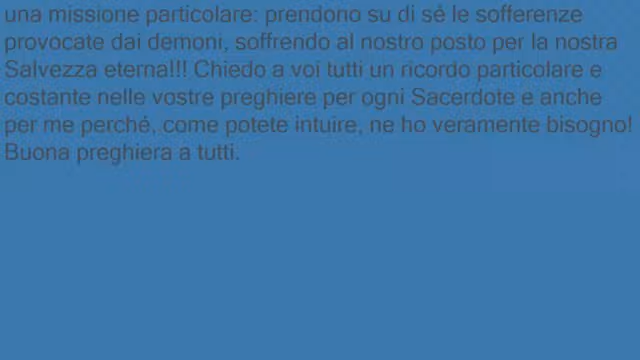 una missione particolare: prendono su di sé le sofferenze
provocate dai demoni, soffrendo al nostro posto per la nostra
Salvezza eterna!!! Chiedo a voi tutti un ricordo particolare e
costante nelle vostre preghiere per ogni Sacerdote e anche
per me perché, come potete intuire, ne ho veramente bisogno!
Buona preghiera a tutti.